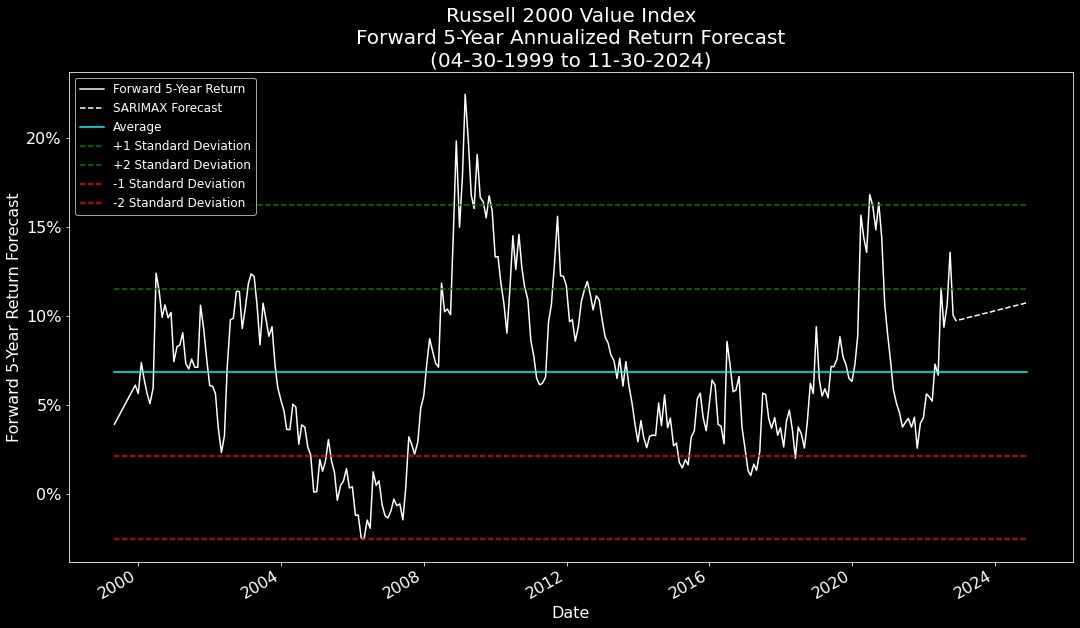 Russell 2000 Value Index
Forward 5-Year Annualized Return Forecast
(04-30-1999 to 11-30-2024)
Forward 5-Year Return
SARIMAX Forecast
Average
+1 Standard Deviation
+2 Standard Deviation
-1 Standard Deviation
-2 Standard Deviation
Forward 5-Year Return Forecast
20%
15%
10%
5%
0%
2000
2004
2008
2012
2016
2020
2024
Date